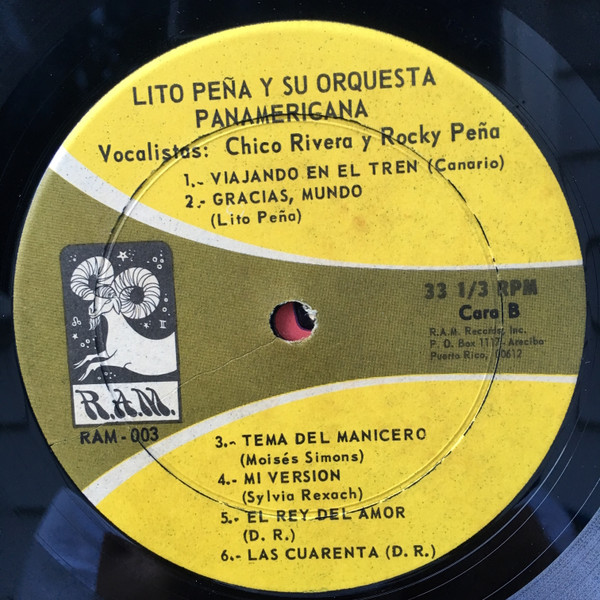 LITO PEÑA Y SU ORQUESTA
PANAMERICANA
Vocalistas: Chico Rivera y Rocky Peña
1.- VIAJANDO EN EL TREN (Canario)
2.- GRACIAS, MUNDO
(Lito Peña)
33 1/3 RPM
Cara B
R.A.M. Records, Inc.
P. O. Box 1117 - Arecibo
Puerto Rico, 00612
R.A.M.
RAM-003
3.- TEMA DEL MANICERO
(Moisés Simons)
4.- MI VERSION
(Sylvia Rexach)
5.- EL REY DEL AMOR
(D. R.)
6.- LAS CUARENTA (D. R.)